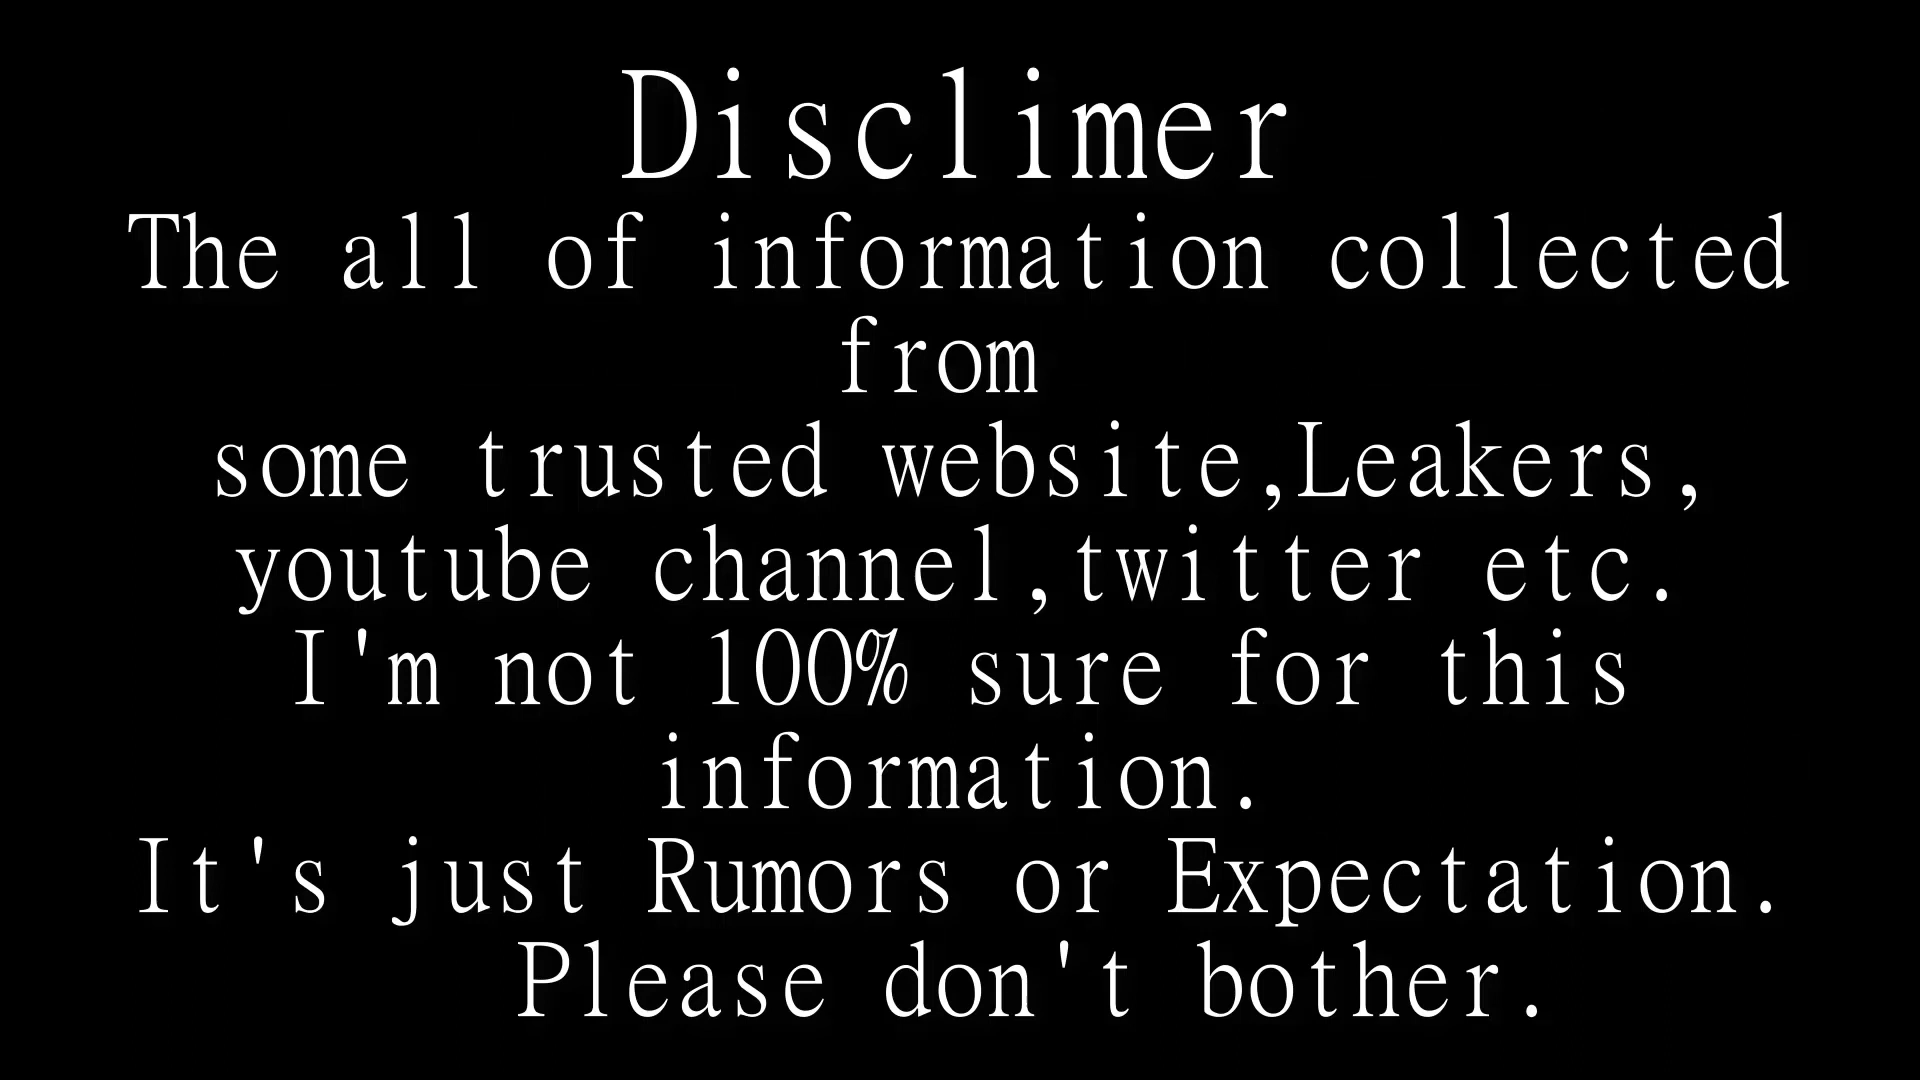 Disclimer
The all of information collected
from
some trusted website,Leakers,
youtube channel,twitter etc.
I'm not 100% sure for this
information.
It's just Rumors or Expectation.
Please don't bother.